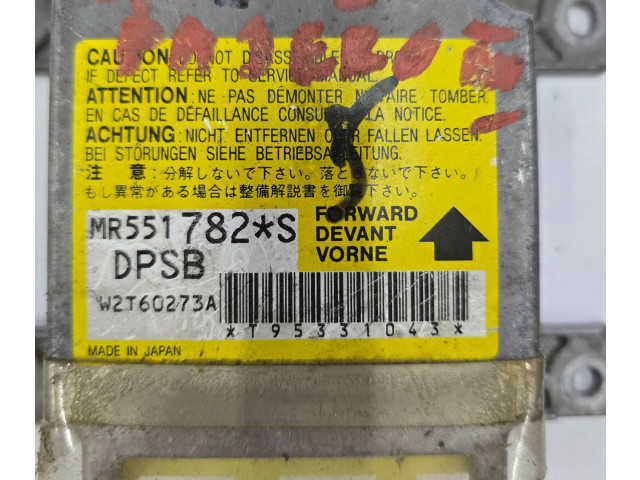 CAUTION: DO NOT DISASSEMBLE OR DROP.
IF DEFECT REFER TO SERVICE MANUAL.
ATTENTION: NE PAS DÉMONTER NI FAIRE TOMBER.
EN CAS DE DÉFAILLANCE CONSULTER LA NOTICE.
ACHTUNG: NICHT ENTFERNEN ODER FALLEN LASSEN.
BEI STÖRUNGEN SIEHE BETRIEBSANLEITUNG.
注 意:分解しないで下さい。落とさないで下さい。
もし異常がある場合は整備解説書を御覧下さい。
MR551782*S
DPSB
W2T60273A
FORWARD
DEVANT
VORNE
*T95331043*
MADE IN JAPAN